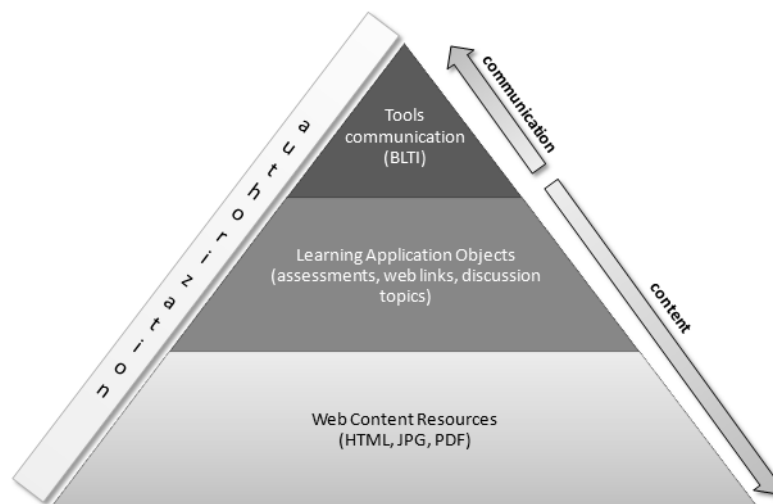 authorization
Tools
communication
(BLTI)
communication
Learning Application Objects
(assessments, web links, discussion
topics)
content
Web Content Resources
(HTML, JPG, PDF)